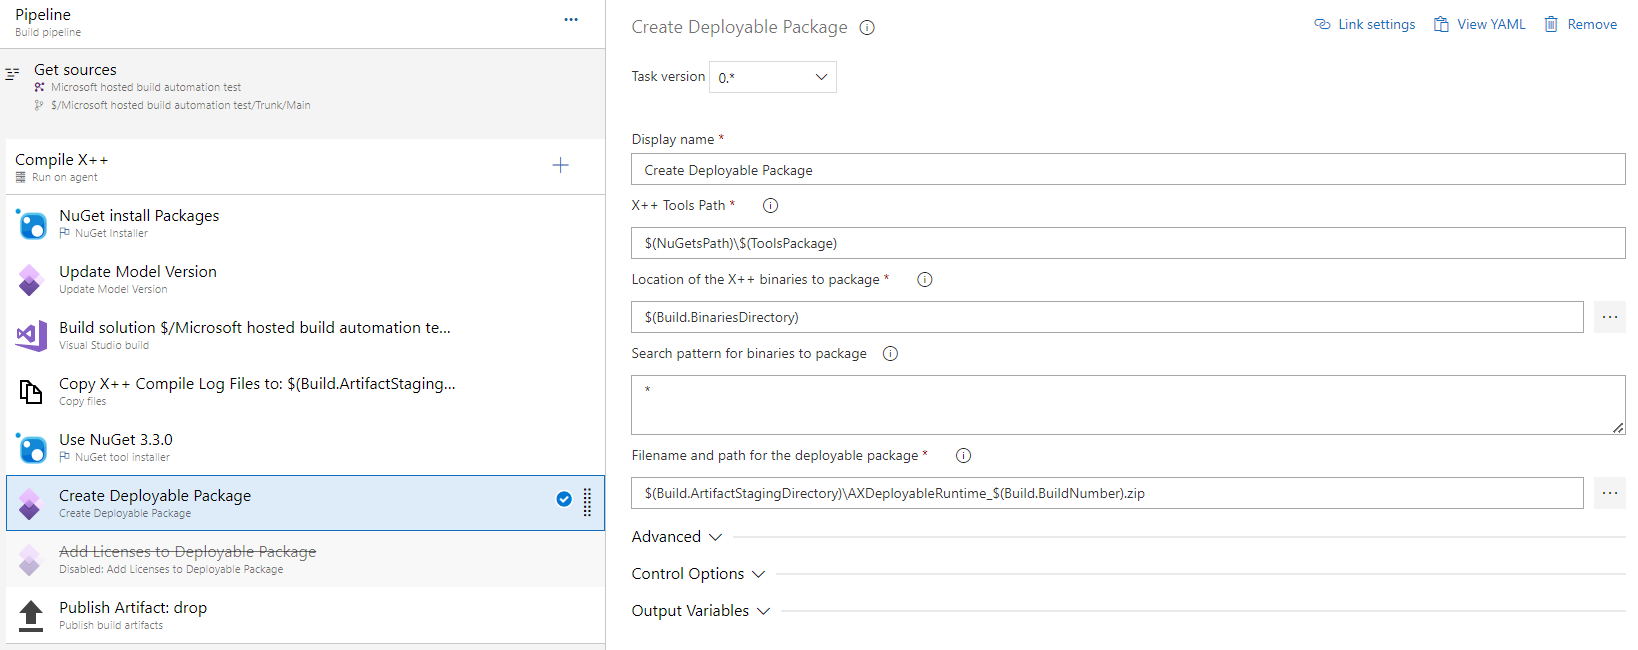 Pipeline
Build pipeline
...
Get sources
Microsoft hosted build automation test
$/Microsoft hosted build automation test/Trunk/Main
Compile X++
Run on agent
NuGet install Packages
NuGet Installer
Update Model Version
Update Model Version
Build solution $/Microsoft hosted build automation te...
Visual Studio build
Copy X++ Compile Log Files to: $(Build.ArtifactStaging...
Copy files
Use NuGet 3.3.0
NuGet tool installer
Create Deployable Package
Create Deployable Package
Add Licenses to Deployable Package
Disabled: Add Licenses to Deployable Package
Publish Artifact: drop
Publish build artifacts
Create Deployable Package
Link settings
View YAML
Remove
Task version 0.*
Display name *
Create Deployable Package
X++ Tools Path *
$(NuGetsPath)\$(ToolsPackage)
Location of the X++ binaries to package *
$(Build.BinariesDirectory)
...
Search pattern for binaries to package
*
Filename and path for the deployable package *
$(Build.ArtifactStagingDirectory)\AXDeployableRuntime_$(Build.BuildNumber).zip
...
Advanced
Control Options
Output Variables